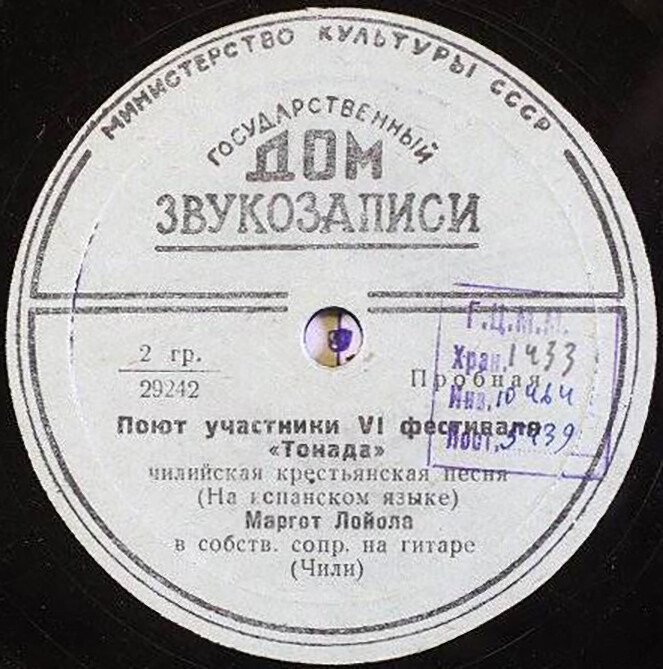 МИНИСТЕРСТВО КУЛЬТУРЫ СССР
ГОСУДАРСТВЕННЫЙ
ДОМ
ЗВУКОЗАПИСИ
2 гр.
29242
Пробная
Г.Ц.М.М.
Хран. 1433
Инв. 10464
Пост. 5439
Поют участники VI фестиваля
«Тонада»
чилийская крестьянская песня
(На испанском языке)
Маргот Лойола
в собств. сопр. на гитаре
(Чили)